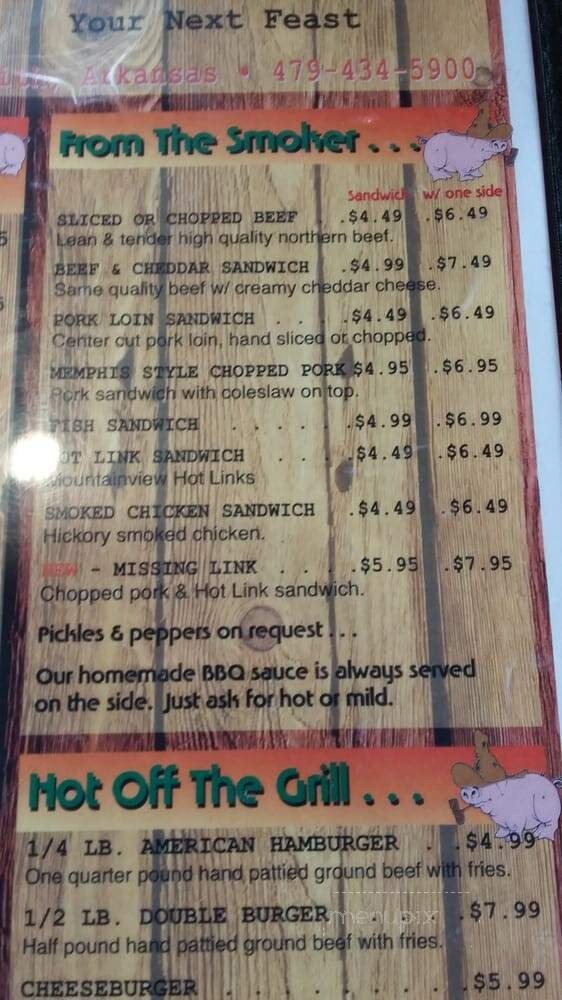 Your Next Feast
Arkansas • 479-434-5900
From The Smoker . . .
Sandwich w/ one side
SLICED OR CHOPPED BEEF . .$4.49 .$6.49
Lean & tender high quality northern beef.
BEEF & CHEDDAR SANDWICH .$4.99 .$7.49
Same quality beef w/ creamy cheddar cheese.
PORK LOIN SANDWICH . . . .$4.49 .$6.49
Center cut pork loin, hand sliced or chopped.
MEMPHIS STYLE CHOPPED PORK $4.95 .$6.95
Pork sandwich with coleslaw on top.
FISH SANDWICH . . . . . .$4.99 .$6.99
HOT LINK SANDWICH . . . .$4.49 .$6.49
Mountainview Hot Links
SMOKED CHICKEN SANDWICH .$4.49 .$6.49
Hickory smoked chicken.
NEW - MISSING LINK . . . .$5.95 .$7.95
Chopped pork & Hot Link sandwich.
Pickles & peppers on request . . .
Our homemade BBQ sauce is always served
on the side. Just ask for hot or mild.
Hot Off The Grill . . .
1/4 LB. AMERICAN HAMBURGER . .$4.99
One quarter pound hand pattied ground beef with fries.
1/2 LB. DOUBLE BURGER . . . .$7.99
menupix
Half pound hand pattied ground beef with fries.
CHEESEBURGER . . . . . . . . .$5.99